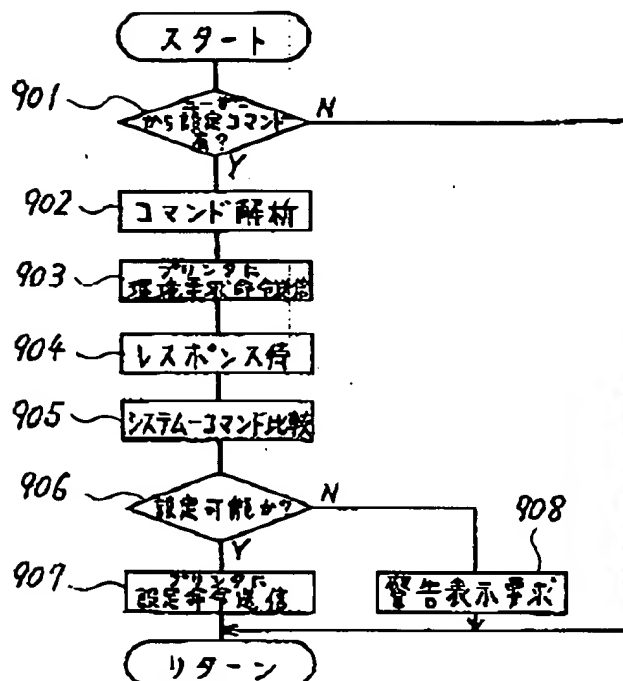 スタート
901
ユーザー
から設定コマンド
有?
N
Y
902
コマンド解析
903
プリンタに
環境要求命令送信
904
レスポンス待
905
システムーコマンド比較
906
設定可能か?
N
Y
907
プリンタに
設定命令送信
908
警告表示要求
リターン